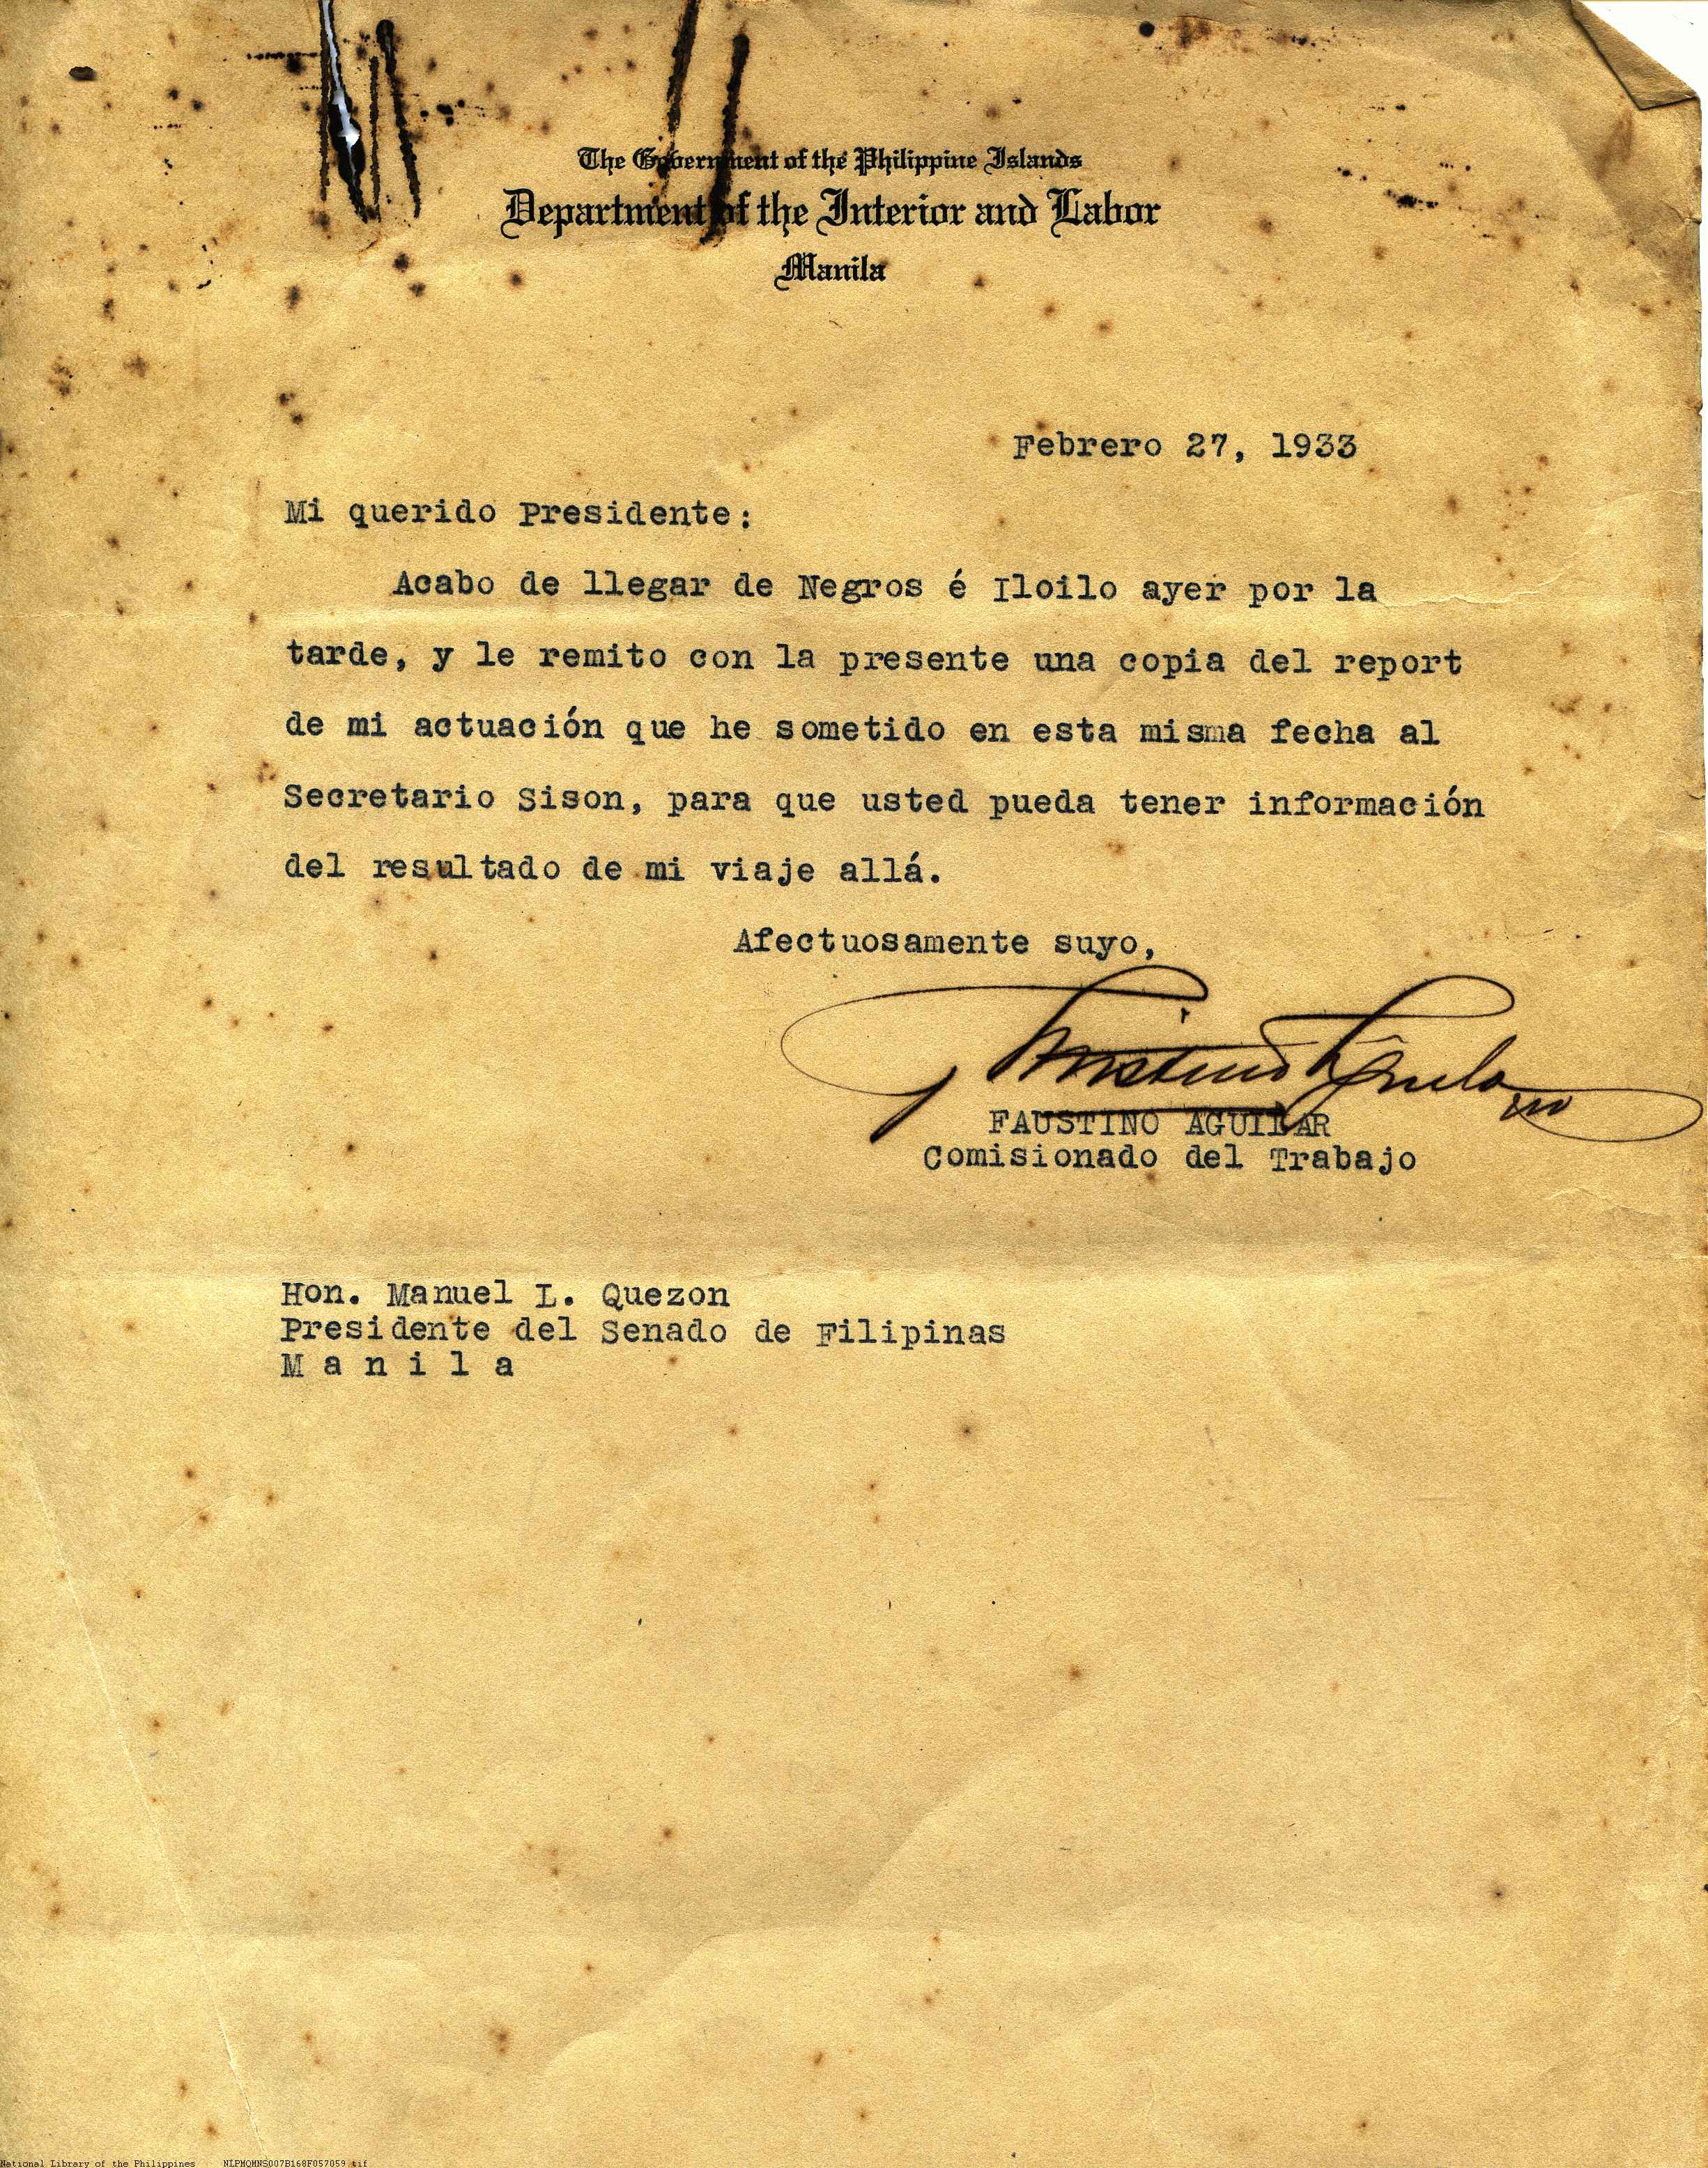 The Government of the Philippine Islands
Department of the Interior and Labor
Manila
Febrero 27, 1933
Mi querido Presidente:
Acabo de llegar de Negros é Iloilo ayer por la
tarde, y le remito con la presente una copia del report
de mi actuación que he sometido en esta misma fecha al
Secretario Sison, para que usted pueda tener información
del resultado de mi viaje allá.
Afectuosamente suyo,
FAUSTINO AGUILAR
Comisionado del Trabajo
Hon. Manuel L. Quezon
Presidente del Senado de Filipinas
M a n i l a
National Library of the Philippines NLPMQMNS007B168F057059.tif